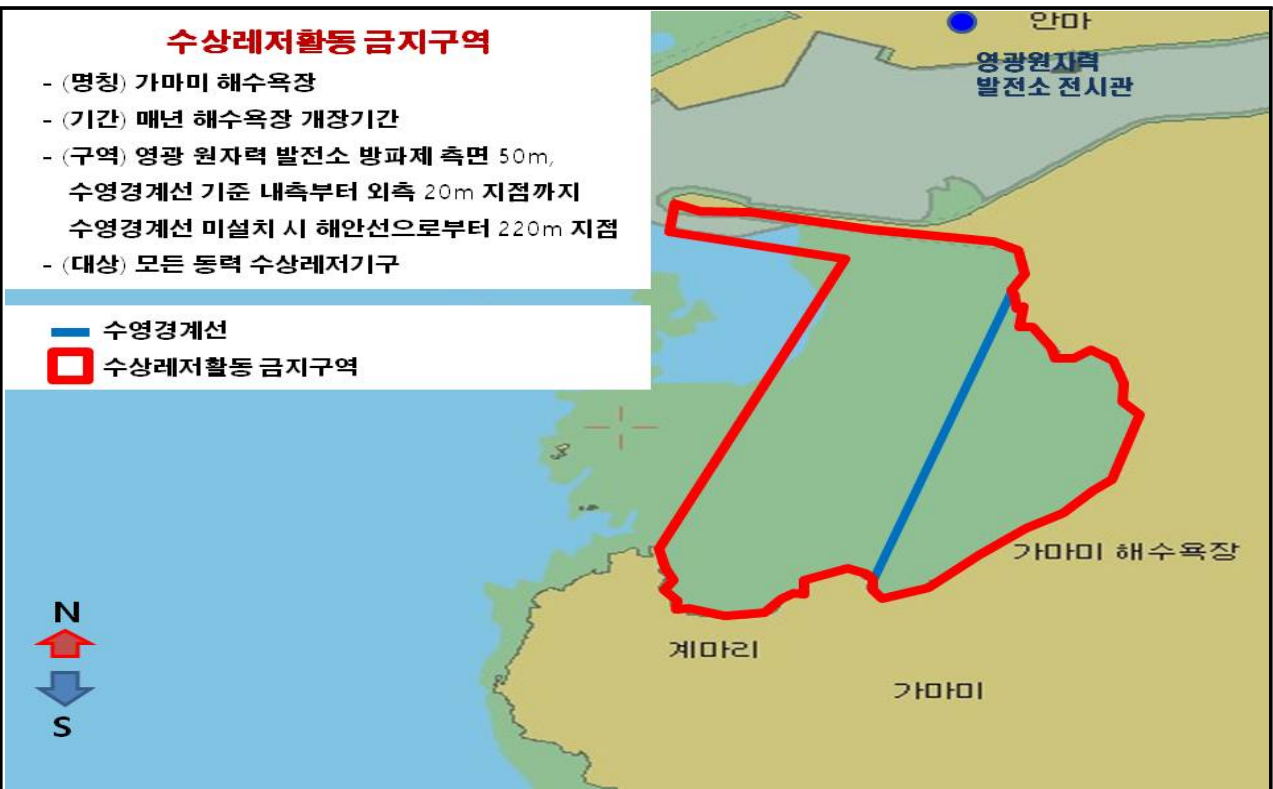 수상레저활동 금지구역
- (명칭) 가마미 해수욕장
- (기간) 매년 해수욕장 개장기간
- (구역) 영광 원자력 발전소 방파제 측면 50m,
수영경계선 기준 내측부터 외측 20m 지점까지
수영경계선 미설치 시 해안선으로부터 220m 지점
- (대상) 모든 동력 수상레저기구
수영경계선
수상레저활동 금지구역
안마
영광원자력
발전소 전시관
가마미 해수욕장
계마리
가마미
N
S